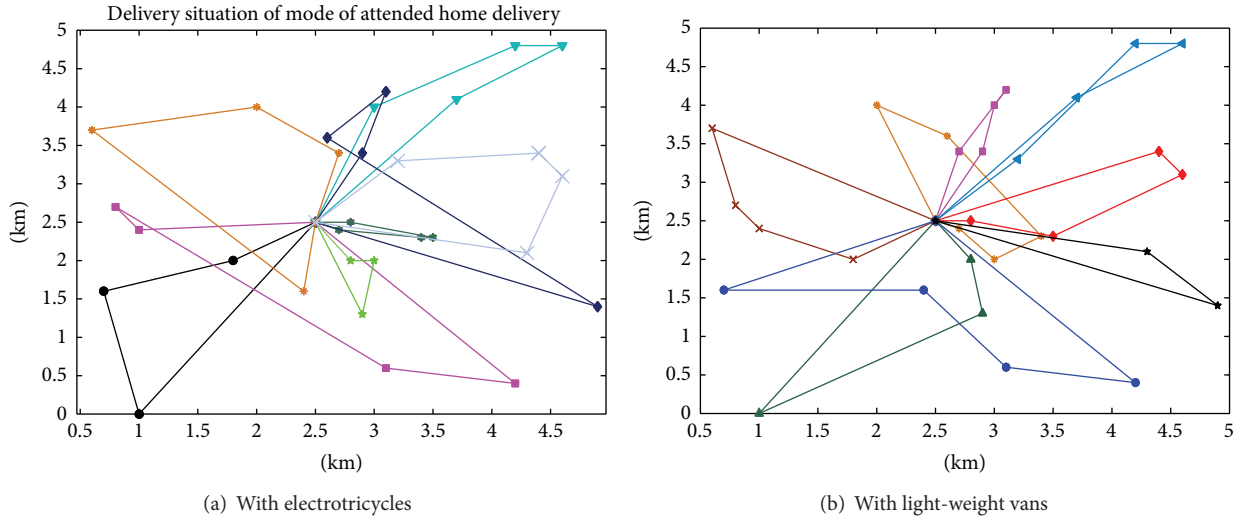 Delivery situation of mode of attended home delivery
5
4.5
4
3.5
3
2.5
2
1.5
1
0.5
0
(km)
0.5 1 1.5 2 2.5 3 3.5 4 4.5
(km)
(a) With electrotricycles
5
4.5
4
3.5
3
2.5
2
1.5
1
0.5
0
(km)
0.5 1 1.5 2 2.5 3 3.5 4 4.5 5
(km)
(b) With light-weight vans